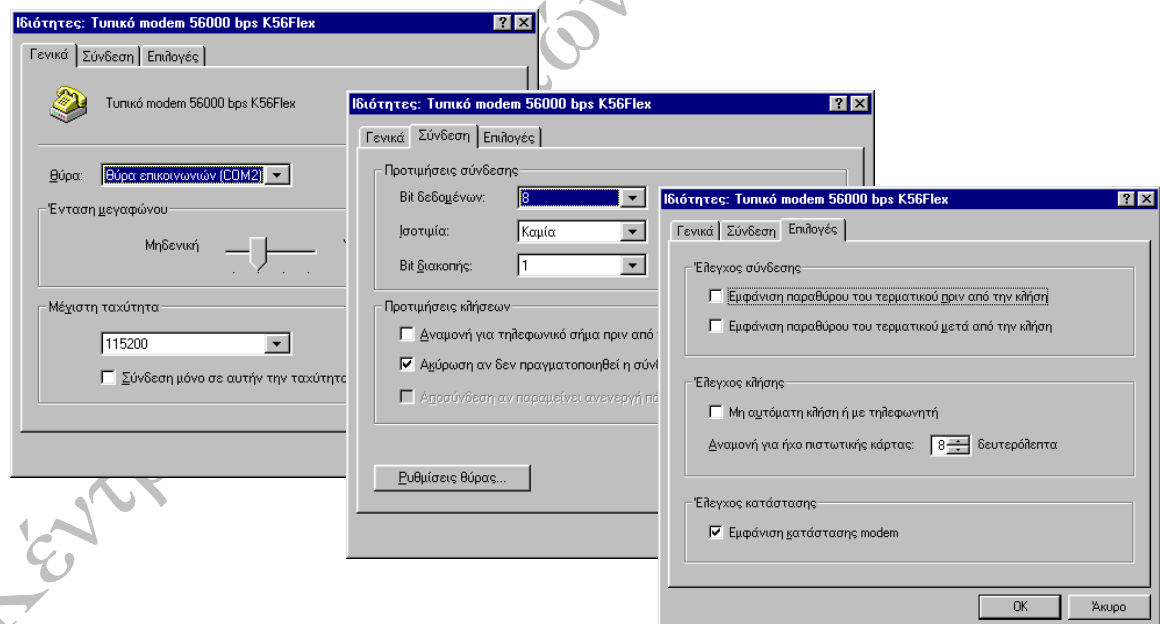 Ιδιότητες: Τυπικό modem 56000 bps K56Flex
Γενικά Σύνδεση Επιλογές
Τυπικό modem 56000 bps K56Flex
Θύρα: Θύρα επικοινωνιών (COM2)
Ένταση μεγαφώνου
Μηδενική
Μέγιστη ταχύτητα
115200
Σύνδεση μόνο σε αυτήν την ταχύτητα
Ιδιότητες: Τυπικό modem 56000 bps K56Flex
Γενικά Σύνδεση Επιλογές
Προτιμήσεις σύνδεσης
Bit δεδομένων: 8
Ισοτιμία: Καμία
Bit διακοπής: 1
Προτιμήσεις κλήσεων
Αναμονή για τηλεφωνικό σήμα πριν από
Ακύρωση αν δεν πραγματοποιηθεί η
Αποσύνδεση αν παραμείνει ανενεργή
Ρυθμίσεις θύρας...
Ιδιότητες: Τυπικό modem 56000 bps K56Flex
Γενικά Σύνδεση Επιλογές
Έλεγχος σύνδεσης
Εμφάνιση παραθύρου του τερματικού πριν από την κλήση
Εμφάνιση παραθύρου του τερματικού μετά από την κλήση
Έλεγχος κλήσης
Μη αυτόματη κλήση ή με τηλεφωνητή
Αναμονή για ήχο πιστωτικής κάρτας: 8 δευτερόλεπτα
Έλεγχος κατάστασης
Εμφάνιση κατάστασης modem
OK Άκυρο